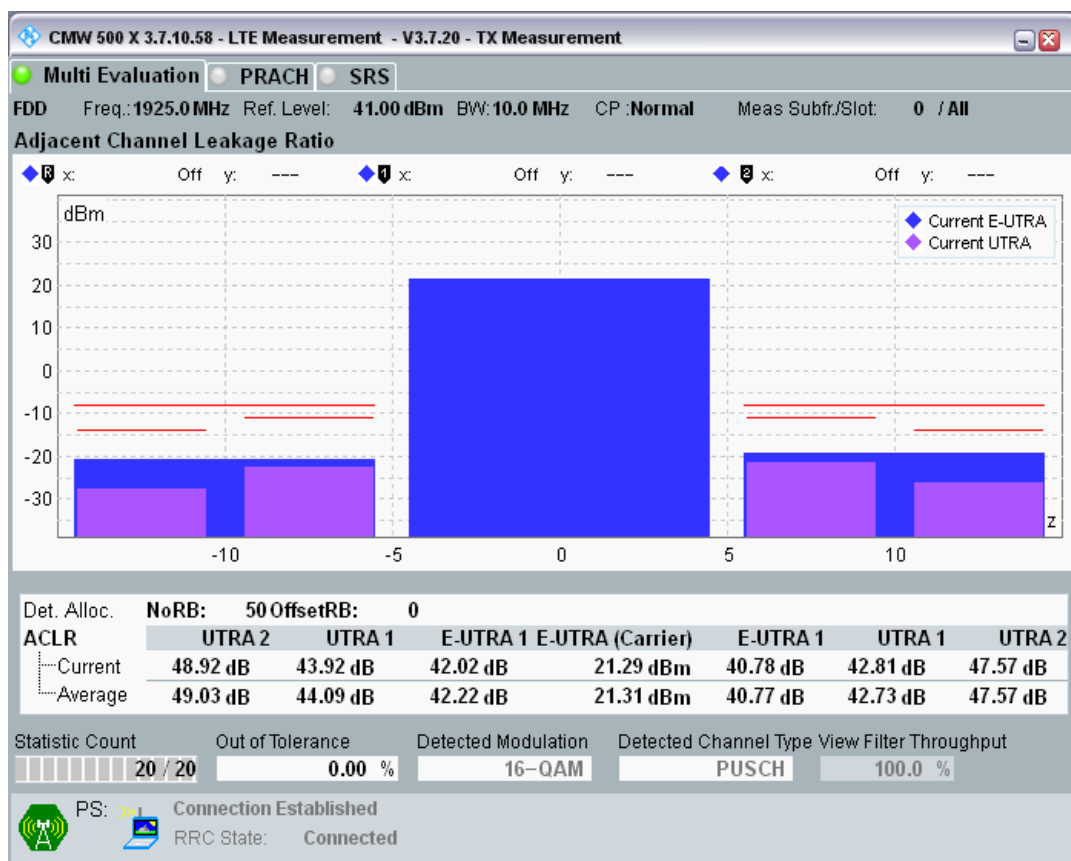 CMW 500 X 3.7.10.58 - LTE Measurement - V3.7.20 - TX Measurement
Multi Evaluation PRACH SRS
FDD Freq.: 1925.0 MHz Ref. Level: 41.00 dBm BW: 10.0 MHz CP : Normal Meas Subfr./Slot: 0 / All
Adjacent Channel Leakage Ratio
R x: Off y: --- 1 x: Off y: --- 2 x: Off y: ---
dBm
Current E-UTRA
Current UTRA
30
20
10
0
-10
-20
-30
z
-10 -5 0 5 10
Det. Alloc. NoRB: 50 OffsetRB: 0
ACLR UTRA 2 UTRA 1 E-UTRA 1 E-UTRA (Carrier) E-UTRA 1 UTRA 1 UTRA 2
Current 48.92 dB 43.92 dB 42.02 dB 21.29 dBm 40.78 dB 42.81 dB 47.57 dB
Average 49.03 dB 44.09 dB 42.22 dB 21.31 dBm 40.77 dB 42.73 dB 47.57 dB
Statistic Count Out of Tolerance Detected Modulation Detected Channel Type View Filter Throughput
20 / 20 0.00 % 16-QAM PUSCH 100.0 %
PS: Connection Established
RRC State: Connected